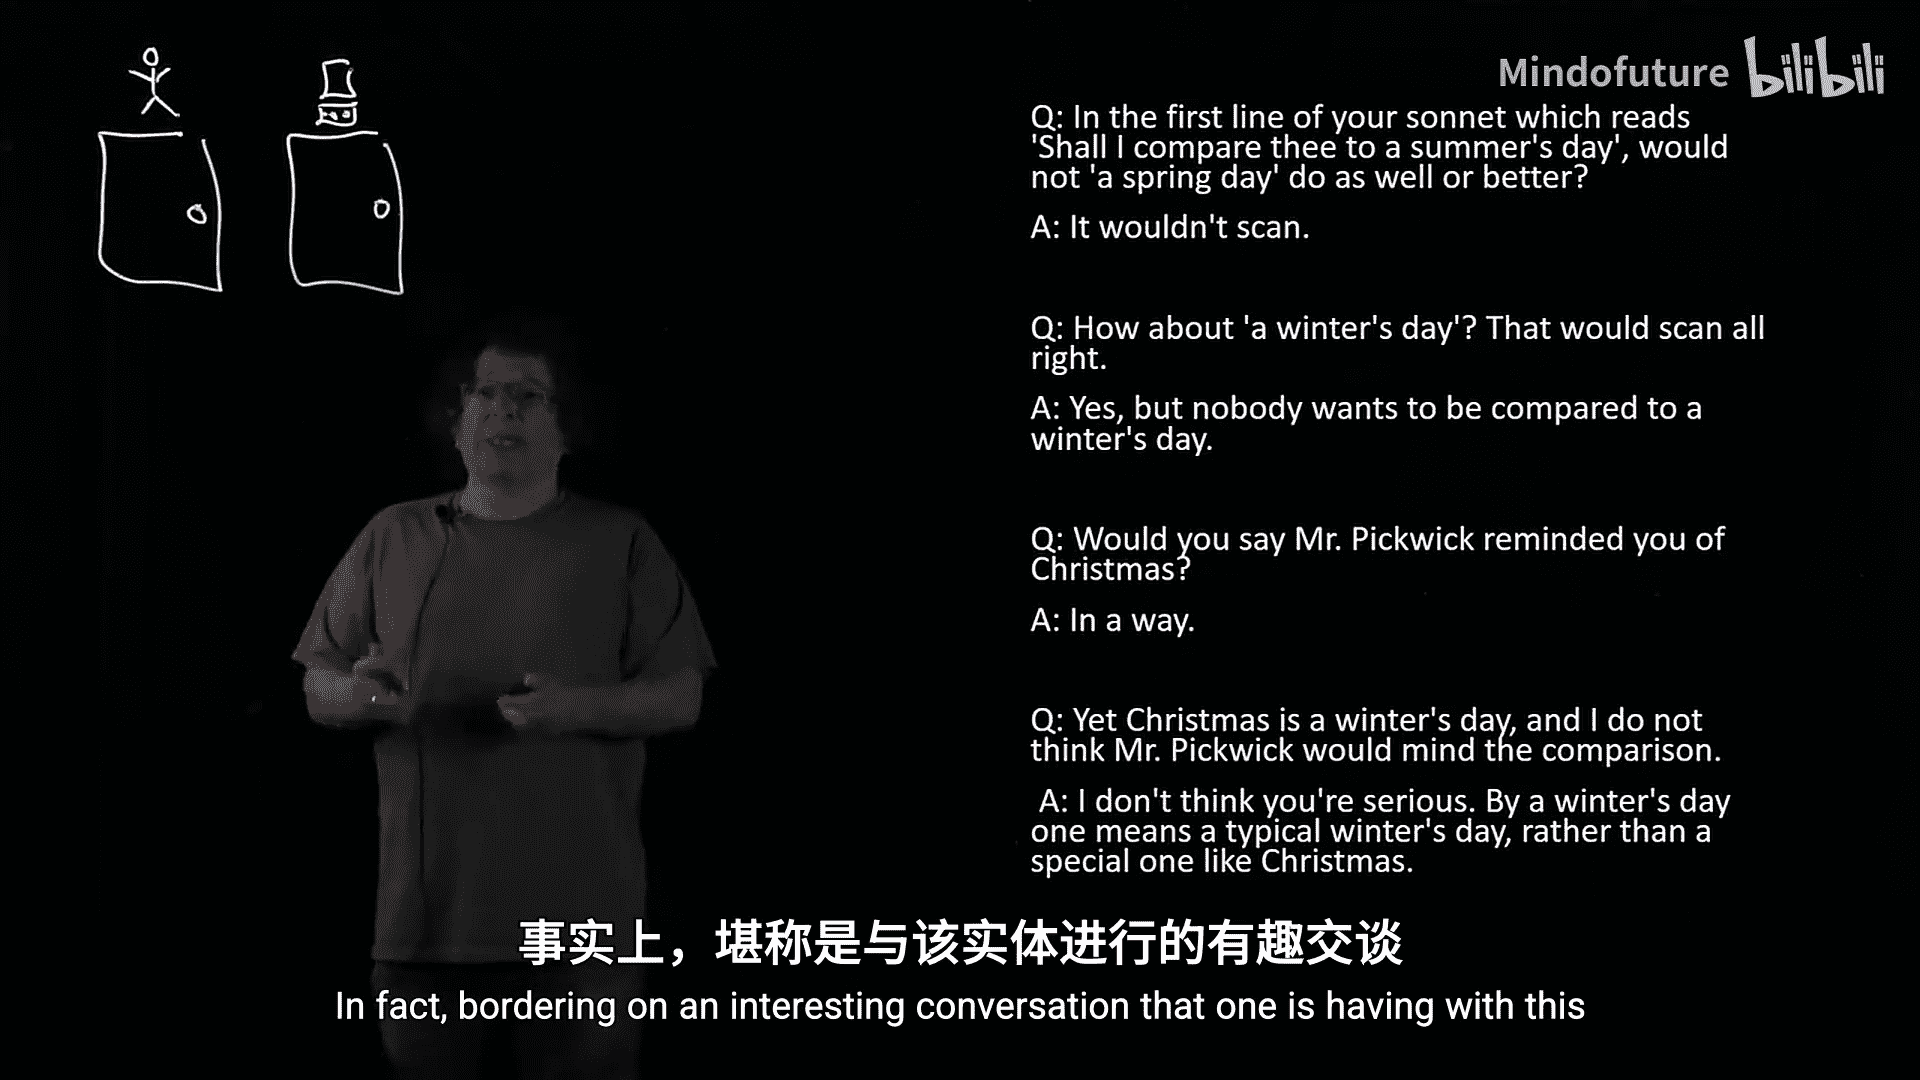 Mindofuture bilibili
Q: In the first line of your sonnet which reads
'Shall I compare thee to a summer's day', would
not 'a spring day' do as well or better?
A: It wouldn't scan.
Q: How about 'a winter's day'? That would scan all
right.
A: Yes, but nobody wants to be compared to a
winter's day.
Q: Would you say Mr. Pickwick reminded you of
Christmas?
A: In a way.
Q: Yet Christmas is a winter's day, and I do not
think Mr. Pickwick would mind the comparison.
A: I don't think you're serious. By a winter's day
one means a typical winter's day, rather than a
special one like Christmas.
事实上，堪称是与该实体进行的有趣交谈
In fact, bordering on an interesting conversation that one is having with this